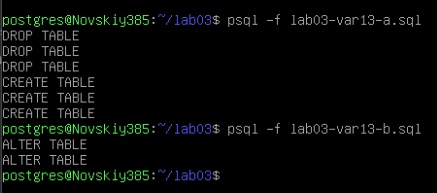 postgres@Novskiy385:~/lab03$ psql -f lab03-var13-a.sql
DROP TABLE
DROP TABLE
DROP TABLE
CREATE TABLE
CREATE TABLE
CREATE TABLE
postgres@Novskiy385:~/lab03$ psql -f lab03-var13-b.sql
ALTER TABLE
ALTER TABLE
postgres@Novskiy385:~/lab03$